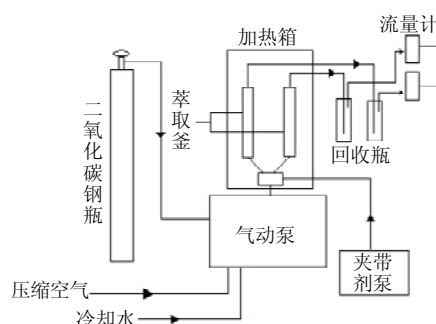 流量计
加热箱
萃取釜
二氧化碳钢瓶
回收瓶
气动泵
夹带
剂泵
压缩空气
冷却水